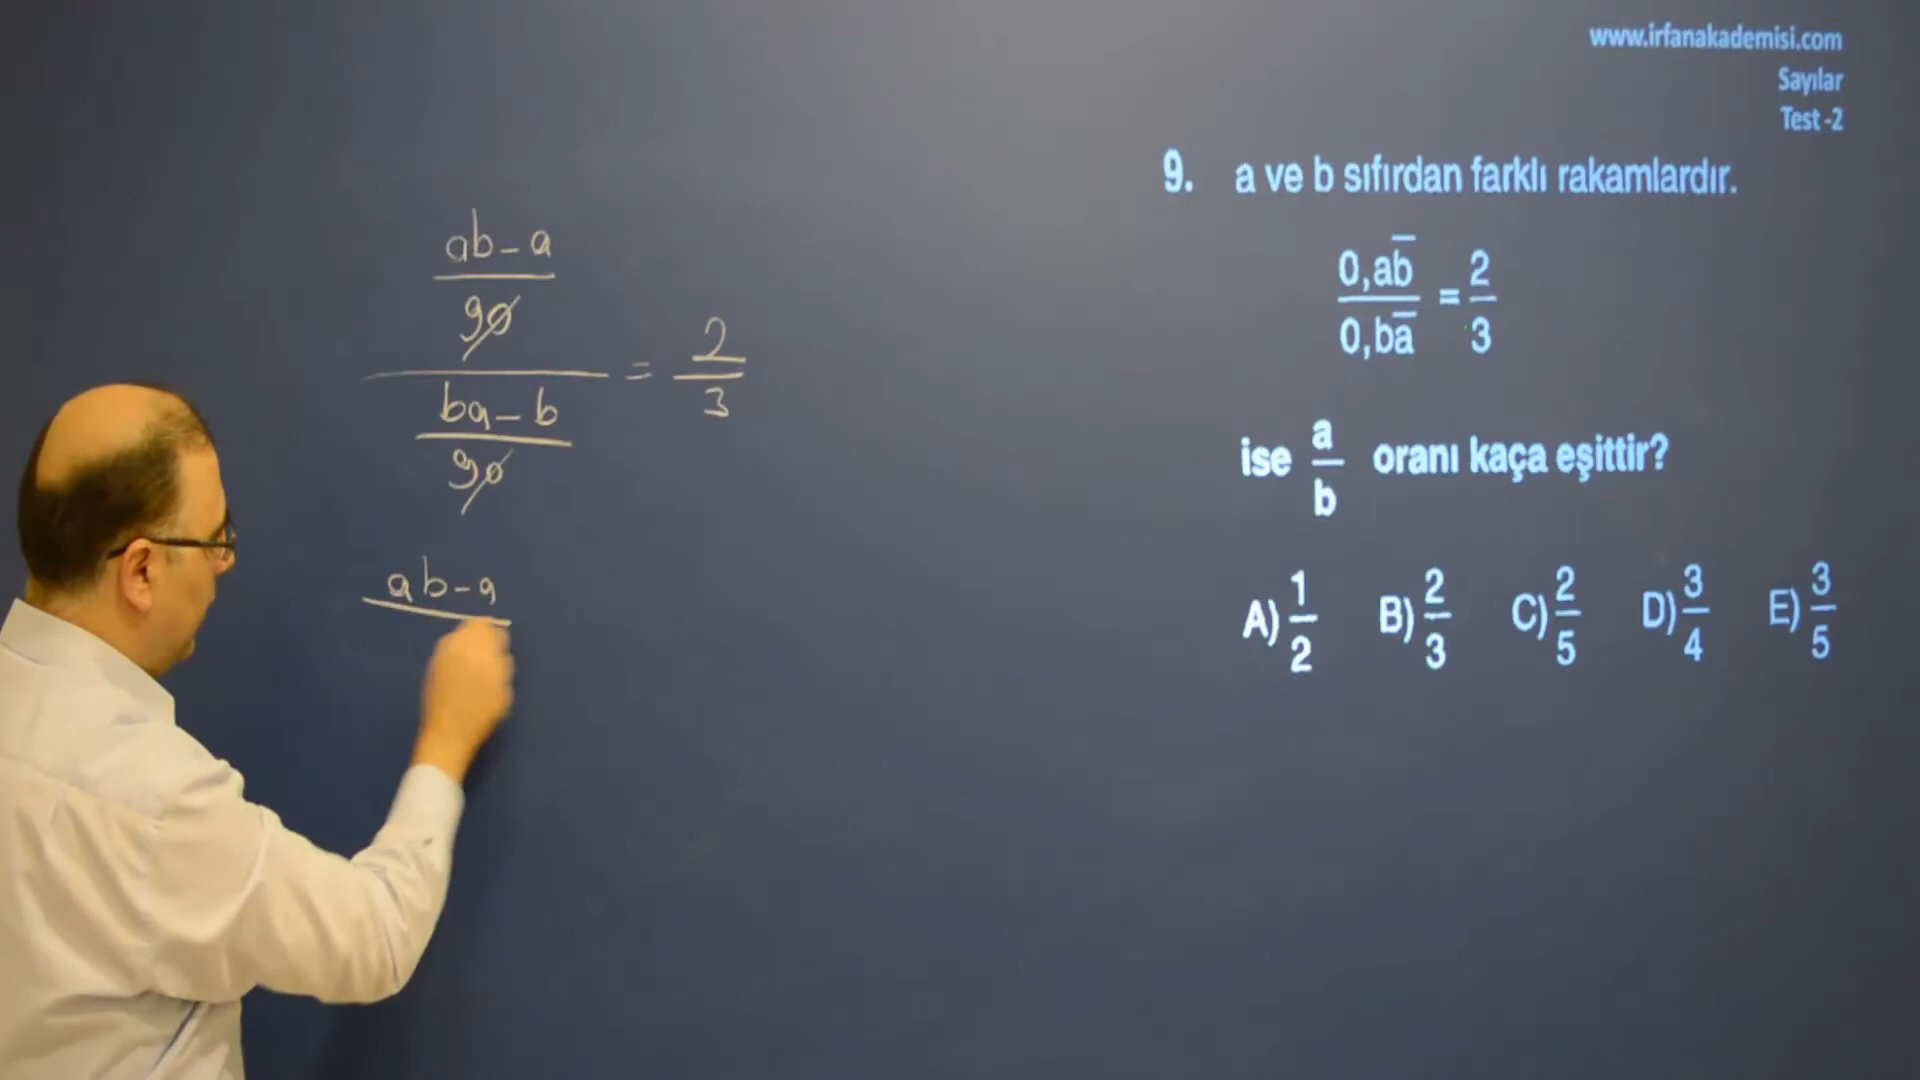 www.irfanakademisi.com
Sayılar
Test -2
9. a ve b sıfırdan farklı rakamlardır.
0,ab̅ / 0,ba̅ = 2/3
ise a/b oranı kaça eşittir?
A) 1/2 B) 2/3 C) 2/5 D) 3/4 E) 3/5
ab-a
90
= 2/3
ba-b
90
ab-a